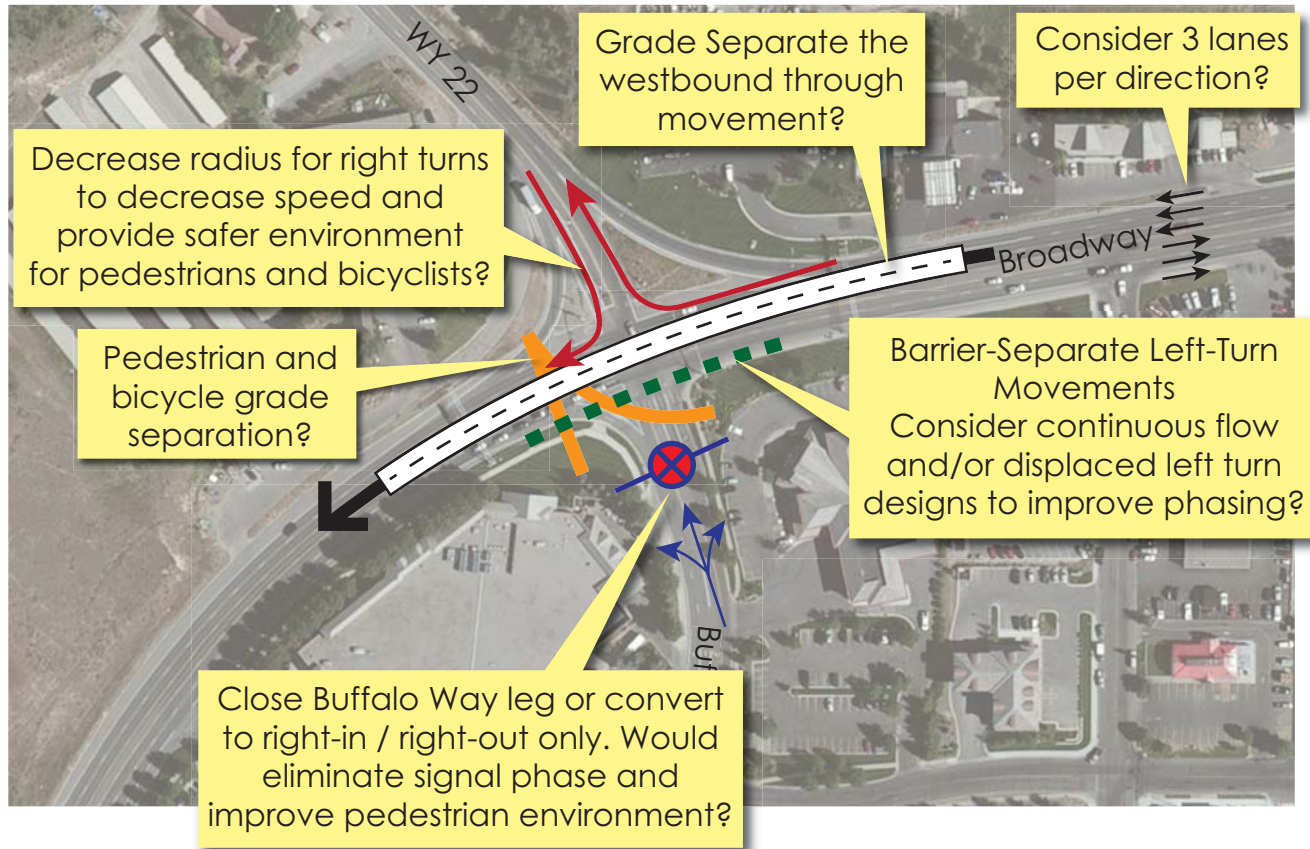 WY 22
Grade Separate the
westbound through
movement?
Consider 3 lanes
per direction?
Decrease radius for right turns
to decrease speed and
provide safer environment
for pedestrians and bicyclists?
Broadway
Pedestrian and
bicycle grade
separation?
Barrier-Separate Left-Turn
Movements
Consider continuous flow
and/or displaced left turn
designs to improve phasing?
Buf
Close Buffalo Way leg or convert
to right-in / right-out only. Would
eliminate signal phase and
improve pedestrian environment?